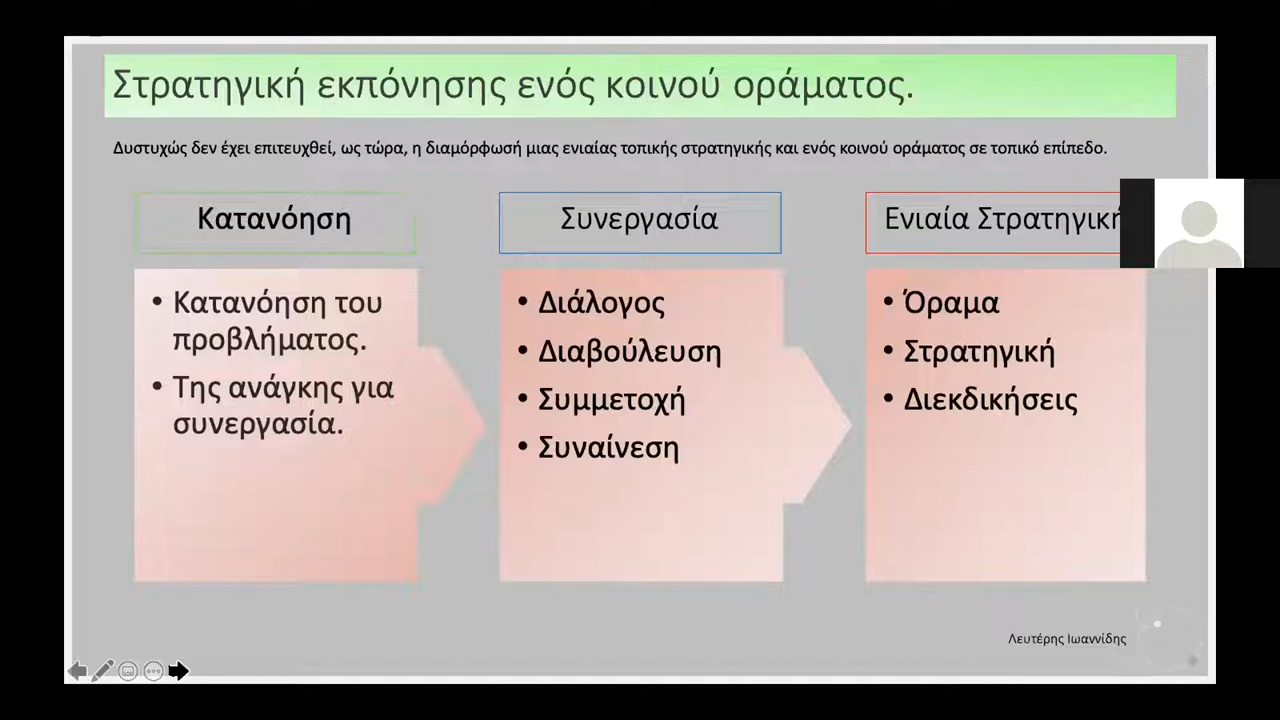 Στρατηγική εκπόνησης ενός κοινού οράματος.
Δυστυχώς δεν έχει επιτευχθεί, ως τώρα, η διαμόρφωσή μιας ενιαίας τοπικής στρατηγικής και ενός κοινού οράματος σε τοπικό επίπεδο.
Κατανόηση
• Κατανόηση του
προβλήματος.
• Της ανάγκης για
συνεργασία.
Συνεργασία
• Διάλογος
• Διαβούλευση
• Συμμετοχή
• Συναίνεση
Ενιαία Στρατηγική
• Όραμα
• Στρατηγική
• Διεκδικήσεις
Λευτέρης Ιωαννίδης